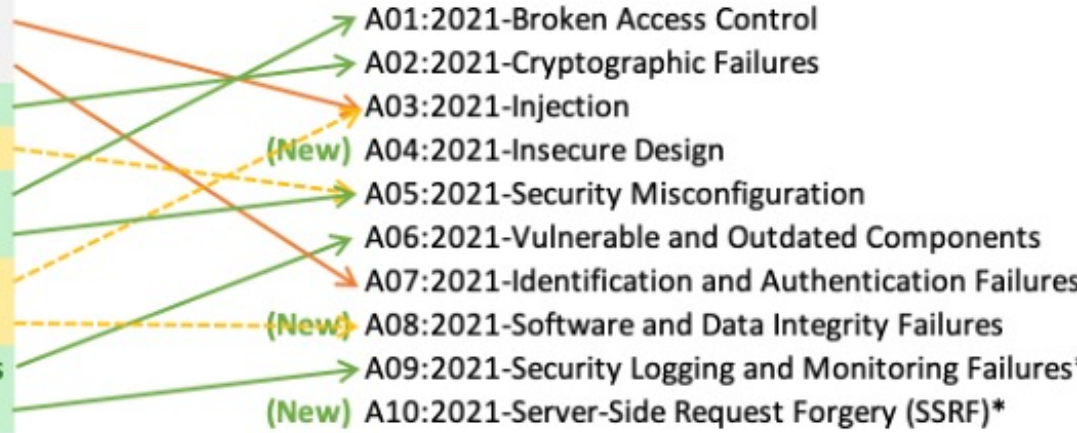 A01:2021-Broken Access Control
A02:2021-Cryptographic Failures
A03:2021-Injection
(New) A04:2021-Insecure Design
A05:2021-Security Misconfiguration
A06:2021-Vulnerable and Outdated Components
A07:2021-Identification and Authentication Failures
(New) A08:2021-Software and Data Integrity Failures
s A09:2021-Security Logging and Monitoring Failures*
(New) A10:2021-Server-Side Request Forgery (SSRF)*